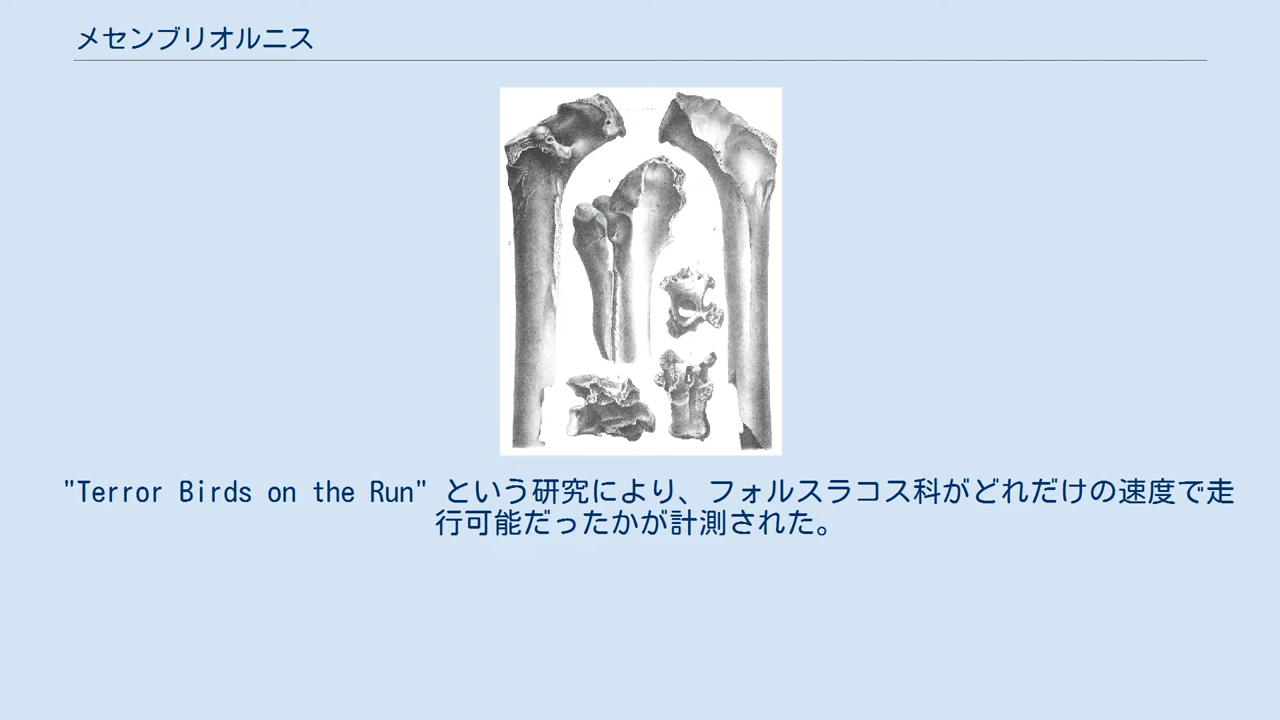 メセンブリオルニス
"Terror Birds on the Run" という研究により、フォルスラコス科がどれだけの速度で走
行可能だったかが計測された。